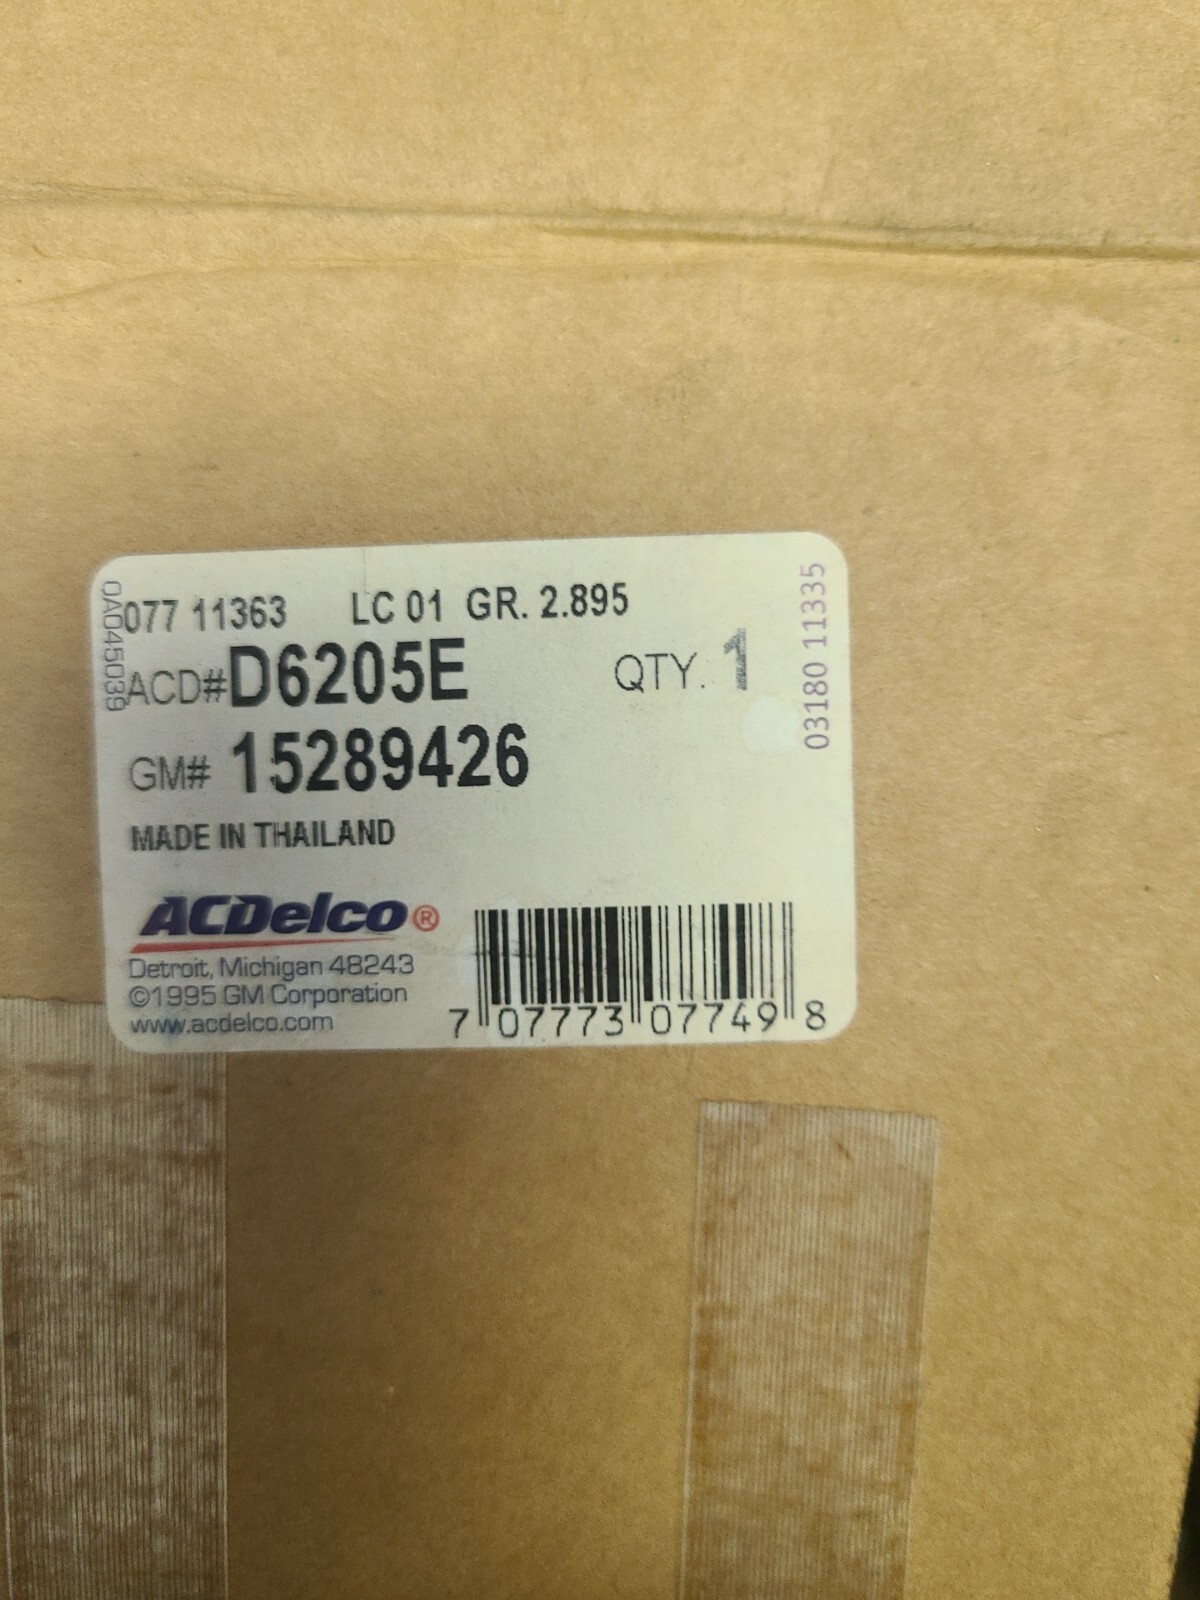 077 11363 LC 01 GR. 2.895
0A045039
ACD#D6205E QTY. 1
03180 11335
GM# 15289426
MADE IN THAILAND
ACDelco®
Detroit, Michigan 48243
©1995 GM Corporation
www.acdelco.com
7 07773 07749 8